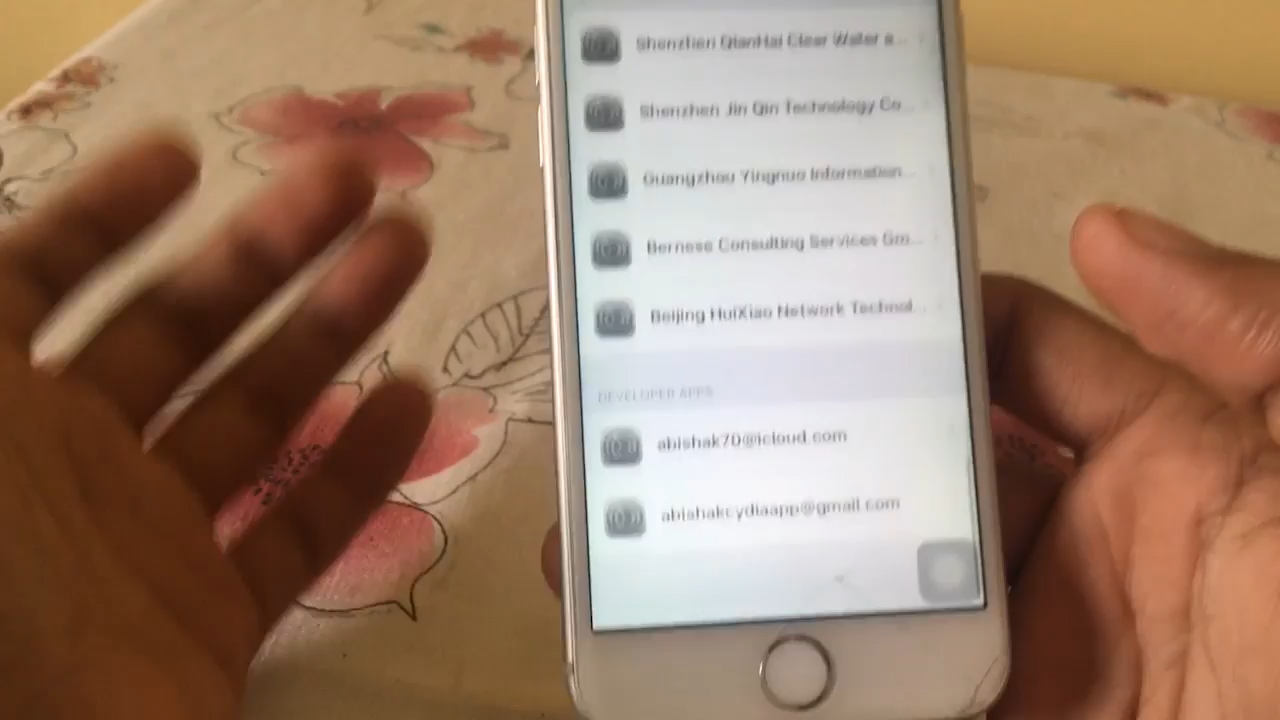 Shenzhen QianHai Clear Water a...
Shenzhen Jin Qin Technology Co...
Guangzhou Yingnuo Information...
Bernese Consulting Services Gm...
Beijing HuiXiao Network Technol...
DEVELOPER APPS
abishak70@icloud.com
abishakcydiaapp@gmail.com